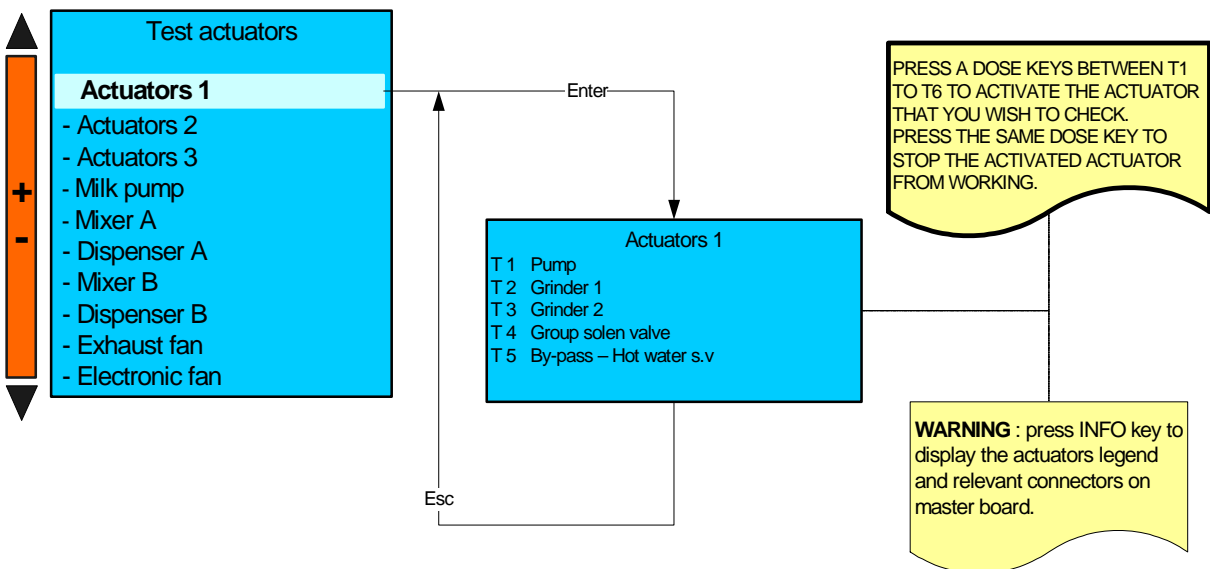 Test actuators
Actuators 1
- Actuators 2
- Actuators 3
- Milk pump
- Mixer A
- Dispenser A
- Mixer B
- Dispenser B
- Exhaust fan
- Electronic fan
+
-
Enter
Esc
Actuators 1
T 1 Pump
T 2 Grinder 1
T 3 Grinder 2
T 4 Group solen valve
T 5 By-pass – Hot water s.v
PRESS A DOSE KEYS BETWEEN T1
TO T6 TO ACTIVATE THE ACTUATOR
THAT YOU WISH TO CHECK.
PRESS THE SAME DOSE KEY TO
STOP THE ACTIVATED ACTUATOR
FROM WORKING.
WARNING : press INFO key to
display the actuators legend
and relevant connectors on
master board.